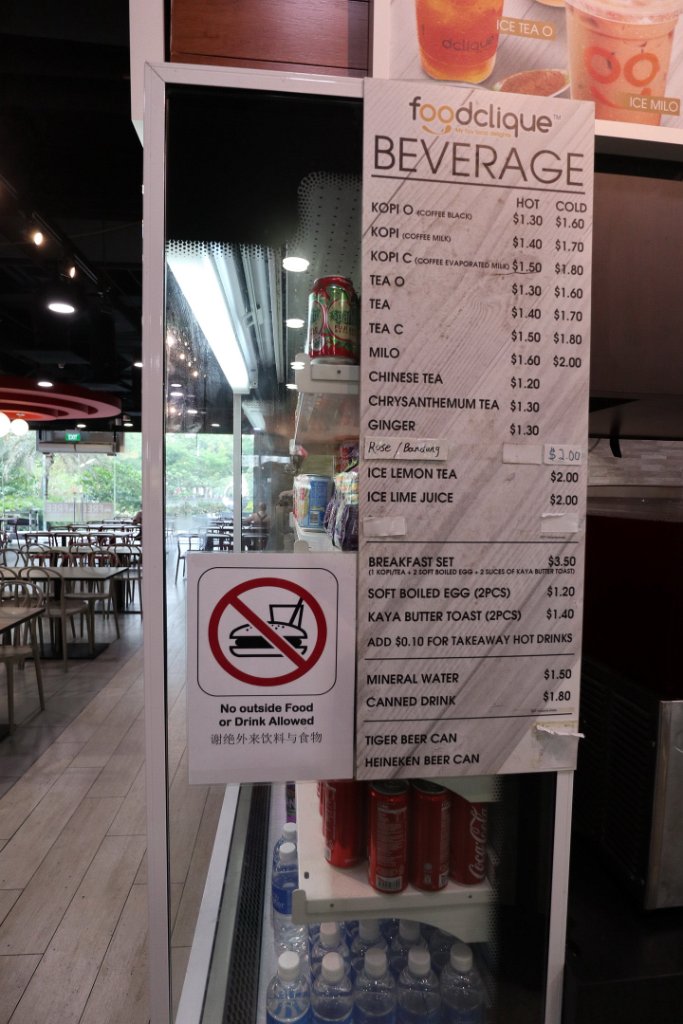 dclique
ICE TEA O
ICE MILO
foodclique™
BEVERAGE
HOT COLD
KOPI O (COFFEE BLACK) $1.30 $1.60
KOPI (COFFEE MILK) $1.40 $1.70
KOPI C (COFFEE EVAPORATED MILK) $1.50 $1.80
TEA O $1.30 $1.60
TEA $1.40 $1.70
TEA C $1.50 $1.80
MILO $1.60 $2.00
CHINESE TEA $1.20
CHRYSANTHEMUM TEA $1.30
GINGER $1.30
Rose / Bandung $2.00
ICE LEMON TEA $2.00
ICE LIME JUICE $2.00
BREAKFAST SET $3.50
(1 KOPI/TEA + 2 SOFT BOILED EGG + 2 SLICES OF KAYA BUTTER TOAST)
SOFT BOILED EGG (2PCS) $1.20
KAYA BUTTER TOAST (2PCS) $1.40
ADD $0.10 FOR TAKEAWAY HOT DRINKS
MINERAL WATER $1.50
CANNED DRINK $1.80
TIGER BEER CAN
HEINEKEN BEER CAN
No outside Food
or Drink Allowed
谢绝外来饮料与食物
EXIT
Coca-Cola